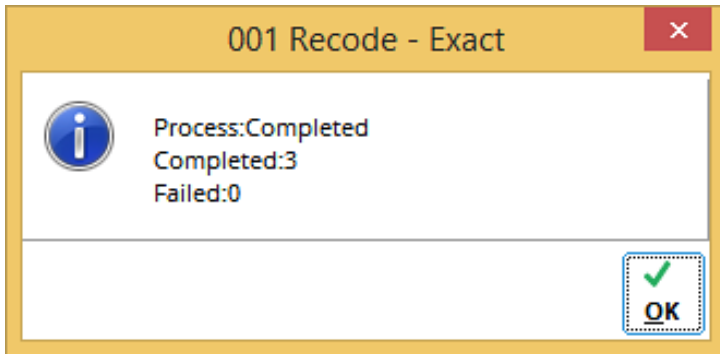 001 Recode - Exact
Process:Completed
Completed:3
Failed:0
OK